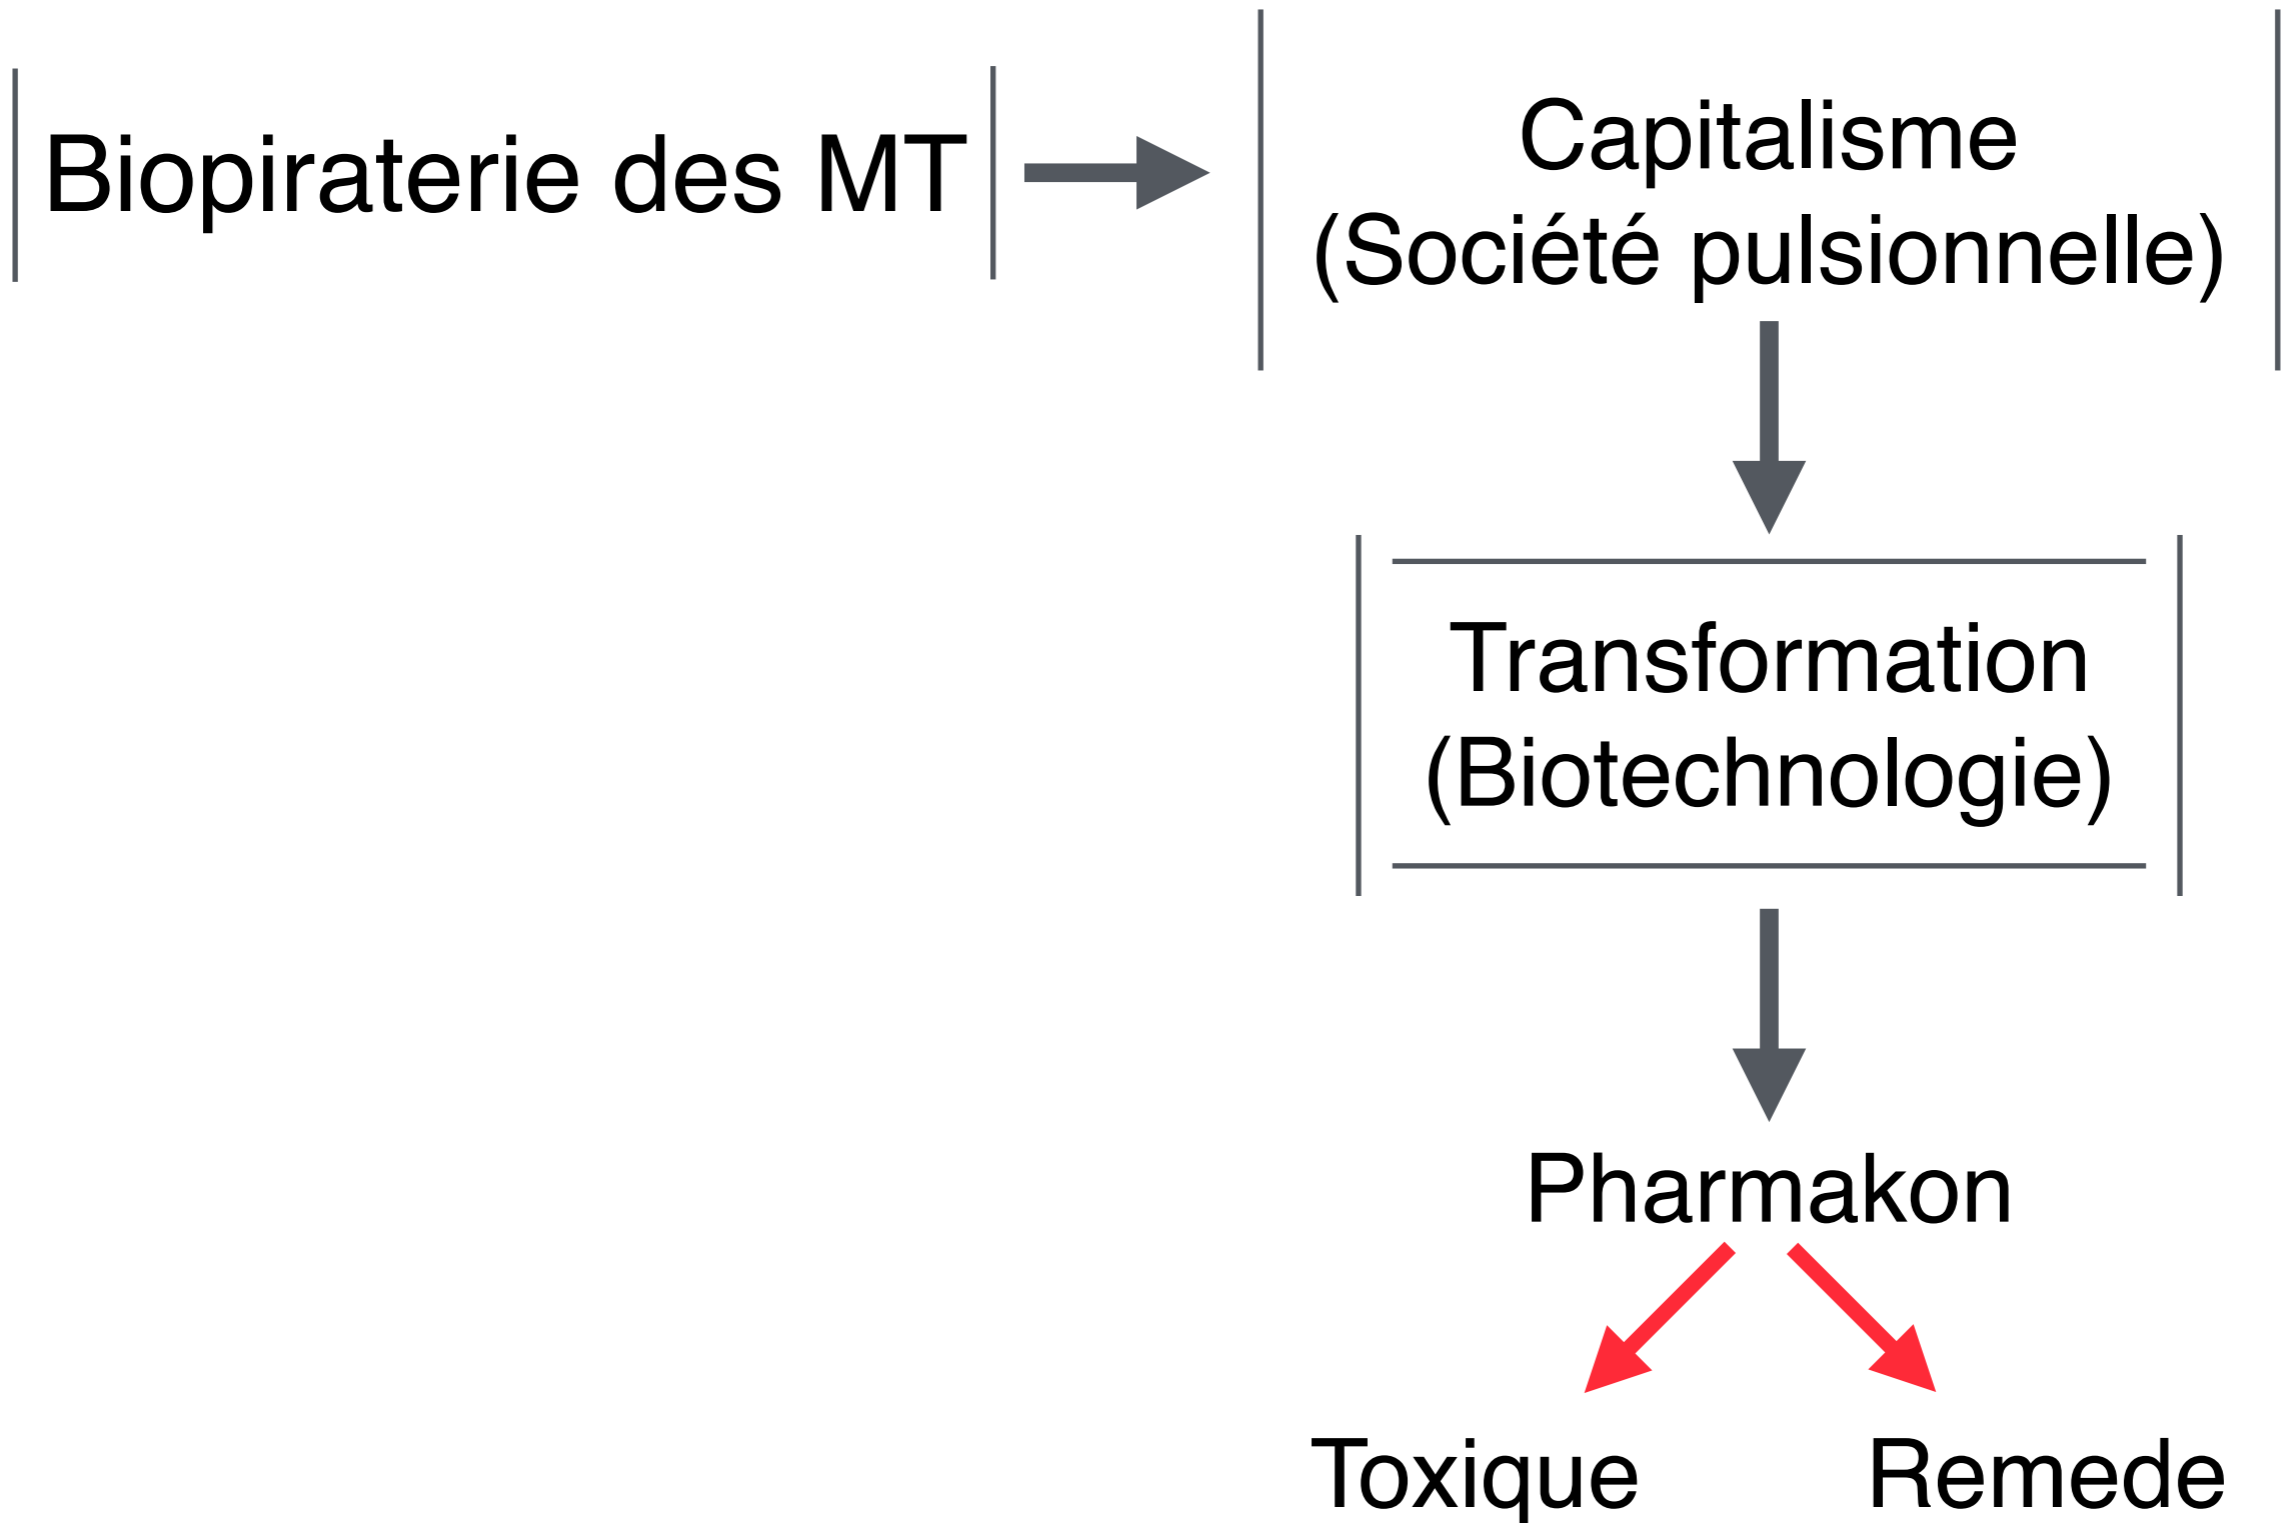 Biopiraterie des MT
Capitalisme
(Société pulsionnelle)
Transformation
(Biotechnologie)
Pharmakon
Toxique
Remede